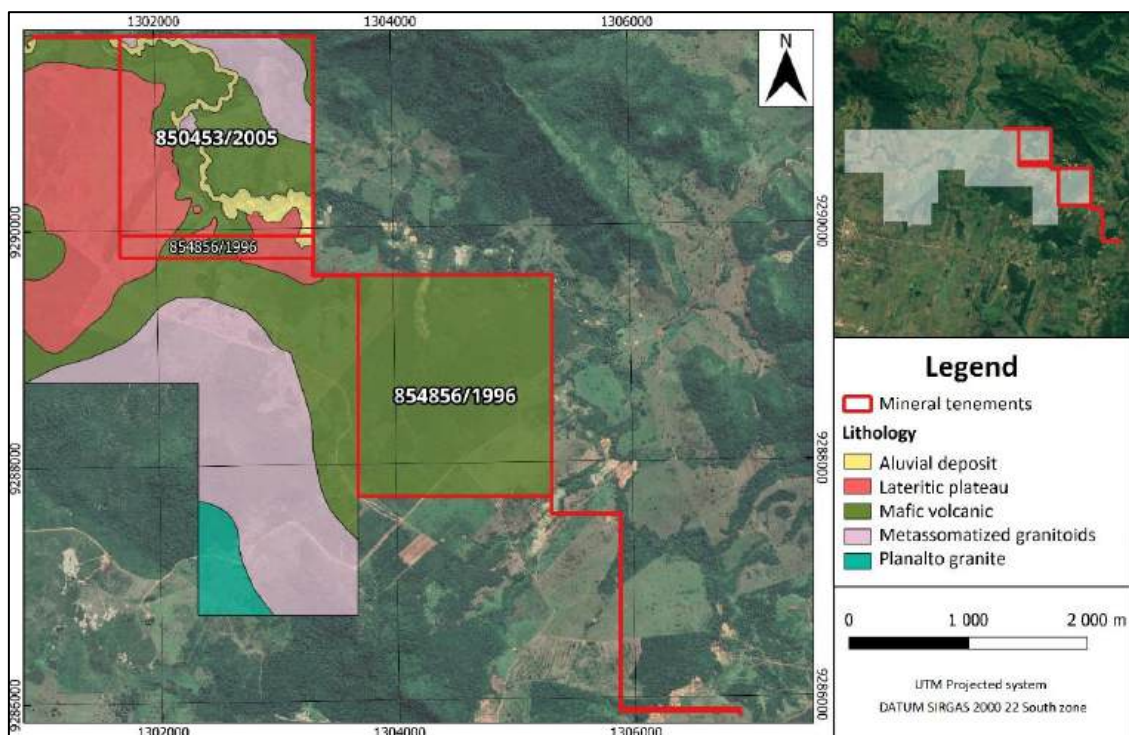 1302000
1304000
1306000
N
850453/2005
9290000
9290000
854856/1996
854856/1996
9288000
9288000
9286000
9286000
1302000
1304000
1306000
Legend
Mineral tenements
Lithology
Aluvial deposit
Lateritic plateau
Mafic volcanic
Metassomatized granitoids
Planalto granite
0 1 000 2 000 m
UTM Projected system
DATUM SIRGAS 2000 22 South zone